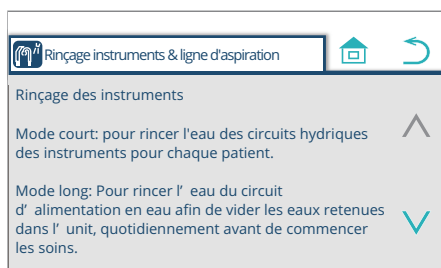 Rinçage instruments & ligne d'aspiration
Rinçage des instruments
Mode court: pour rincer l'eau des circuits hydriques
des instruments pour chaque patient.
Mode long: Pour rincer l’ eau du circuit
d’ alimentation en eau afin de vider les eaux retenues
dans l’ unit, quotidiennement avant de commencer
les soins.